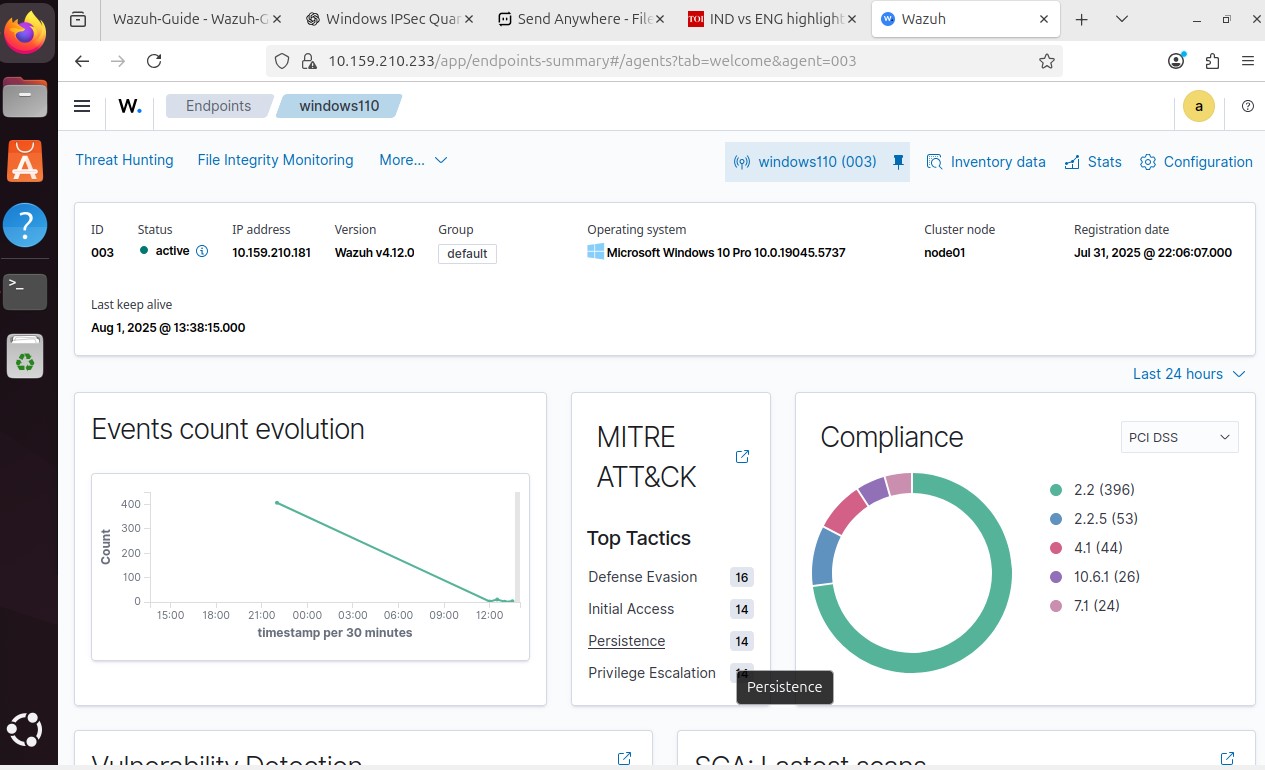 Wazuh-Guide - Wazuh-G
Windows IPSec Quar
Send Anywhere - File
TOI IND vs ENG highlight
Wazuh
10.159.210.233/app/endpoints-summary#/agents?tab=welcome&agent=003
W. Endpoints windows110 a
Threat Hunting File Integrity Monitoring More... windows110 (003) Inventory data Stats Configuration
ID Status IP address Version Group Operating system Cluster node Registration date
003 active 10.159.210.181 Wazuh v4.12.0 default Microsoft Windows 10 Pro 10.0.19045.5737 node01 Jul 31, 2025 @ 22:06:07.000
Last keep alive
Aug 1, 2025 @ 13:38:15.000
Last 24 hours
Events count evolution
Count
400
300
200
100
0
15:00 18:00 21:00 00:00 03:00 06:00 09:00 12:00
timestamp per 30 minutes
MITRE
ATT&CK
Top Tactics
Defense Evasion 16
Initial Access 14
Persistence 14
Privilege Escalation 14
Persistence
Compliance
PCI DSS
2.2 (396)
2.2.5 (53)
4.1 (44)
10.6.1 (26)
7.1 (24)
Vulnerability Detection
SCA: Lastest scans